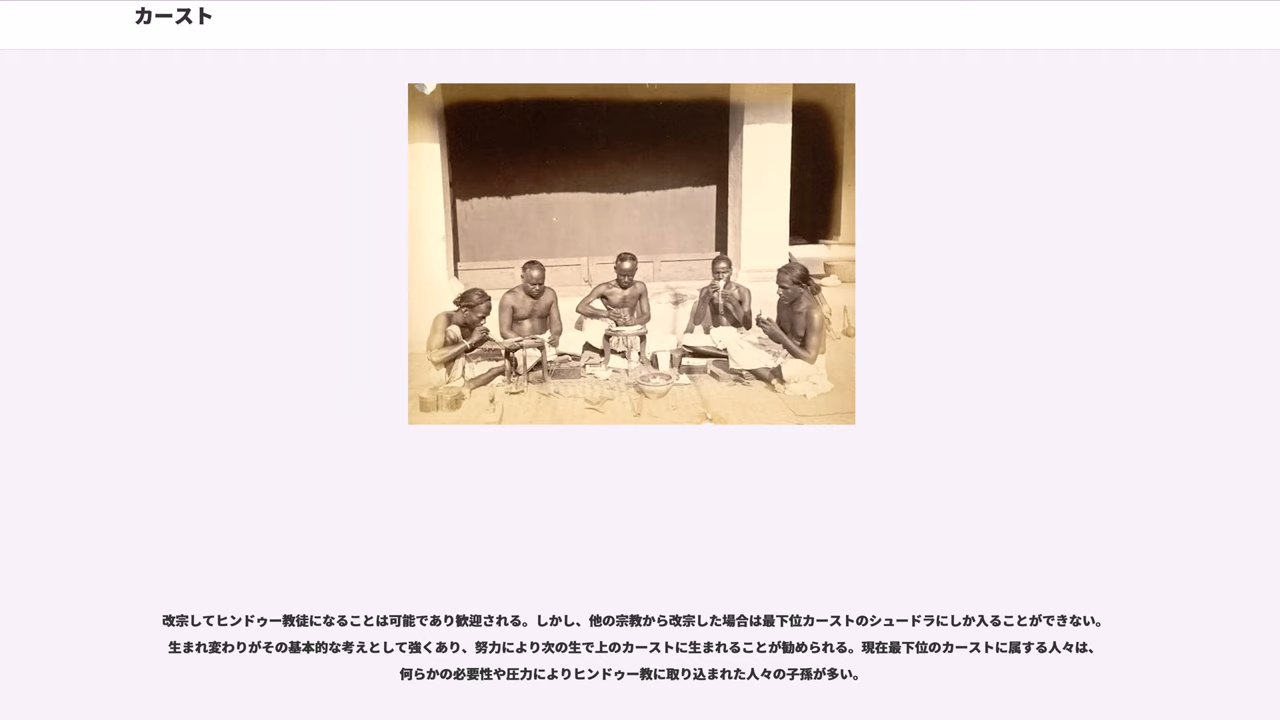 カースト
改宗してヒンドゥー教徒になることは可能であり歓迎される。しかし、他の宗教から改宗した場合は最下位カーストのシュードラにしか入ることができない。
生まれ変わりがその基本的な考えとして強くあり、努力により次の生で上のカーストに生まれることが勧められる。現在最下位のカーストに属する人々は、
何らかの必要性や圧力によりヒンドゥー教に取り込まれた人々の子孫が多い。